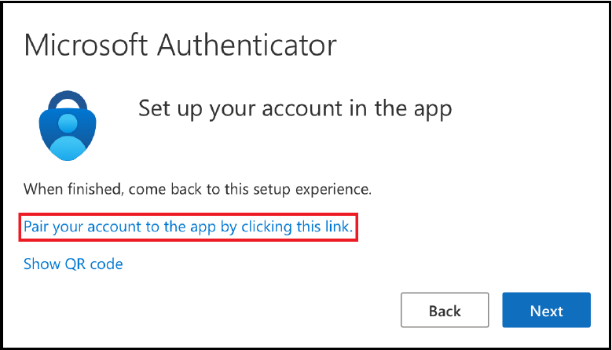 Microsoft Authenticator
Set up your account in the app
When finished, come back to this setup experience.
Pair your account to the app by clicking this link.
Show QR code
Back
Next